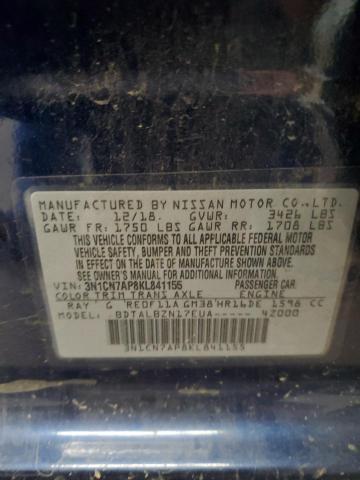 MANUFACTURED BY NISSAN MOTOR CO.,LTD.
DATE: 12/18. GVWR: 3426 LBS
GAWR FR: 1750 LBS GAWR RR: 1708 LBS
THIS VEHICLE CONFORMS TO ALL APPLICABLE FEDERAL MOTOR
VEHICLE SAFETY, BUMPER AND THEFT PREVENTION STANDARDS
IN EFFECT ON THE DATE OF MANUFACTURE SHOWN ABOVE.
SEE OWNER'S MANUAL FOR ADDITIONAL LOADING INFORMATION
VIN: 3N1CN7AP8KL841155 PASSENGER CAR
COLOR TRIM TRANS AXLE ENGINE
RAY G RE0F11A GM38 HR16DE 1598 CC
MODEL: BDTALBZN17EUA----- 42000
3N1CN7AP8KL841155